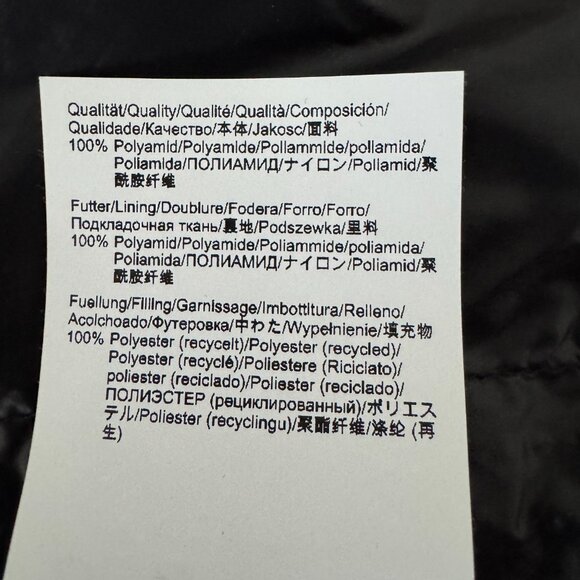 Qualität/Quality/Qualité/Qualità/Composición/
Qualidade/Качество/本体/Jakosc/面料
100% Polyamid/Polyamide/Poliammide/poliamida/
Poliamida/ПОЛИАМИД/ナイロン/Poliamid/聚
酰胺纤维
Futter/Lining/Doublure/Fodera/Forro/Forro/
Подкладочная ткань/裏地/Podszewka/里料
100% Polyamid/Polyamide/Poliammide/poliamida/
Poliamida/ПОЛИАМИД/ナイロン/Poliamid/聚
酰胺纤维
Fuellung/Filling/Garnissage/Imbottitura/Relleno/
Acolchoado/Футеровка/中わた/Wypełnienie/填充物
100% Polyester (recycelt)/Polyester (recycled)/
Polyester (recyclé)/Poliestere (Riciclato)/
poliester (reciclado)/Poliester (reciclado)/
ПОЛИЭСТЕР (рециклированный)/ポリエス
テル/Poliester (recyclingu)/聚酯纤维/涤纶 (再
生)